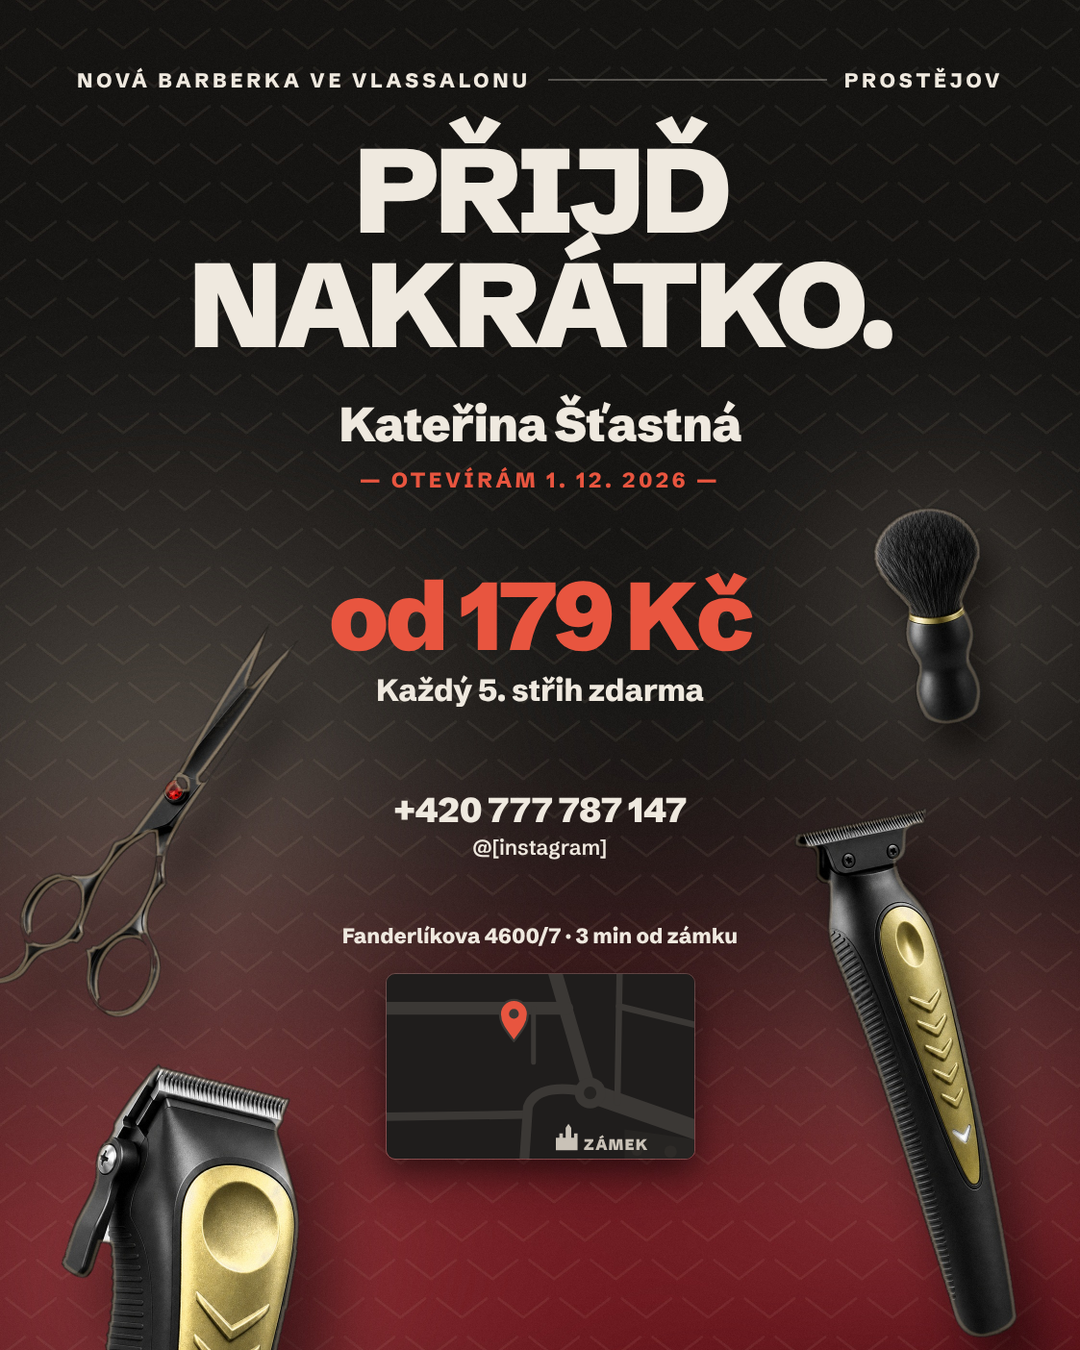 NOVÁ BARBERKA VE VLASSALONU PROSTĚJOV
PŘIJĎ
NAKRÁTKO.
Kateřina Šťastná
— OTEVÍRÁM 1. 12. 2026 —
od 179 Kč
Každý 5. střih zdarma
+420 777 787 147
@[instagram]
Fanderlíkova 4600/7 · 3 min od zámku
ZÁMEK